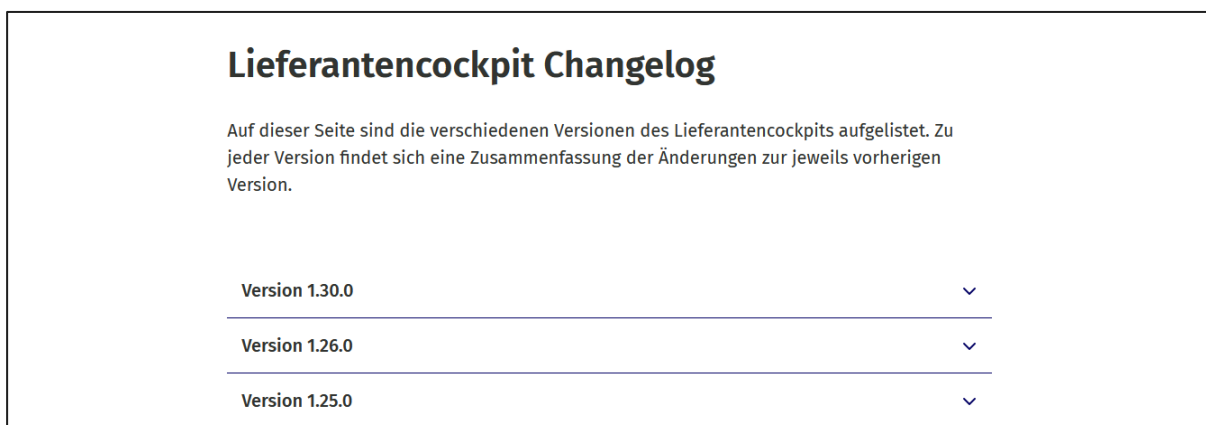 Lieferantencockpit Changelog
Auf dieser Seite sind die verschiedenen Versionen des Lieferantencockpits aufgelistet. Zu
jeder Version findet sich eine Zusammenfassung der Änderungen zur jeweils vorherigen
Version.
Version 1.30.0
Version 1.26.0
Version 1.25.0